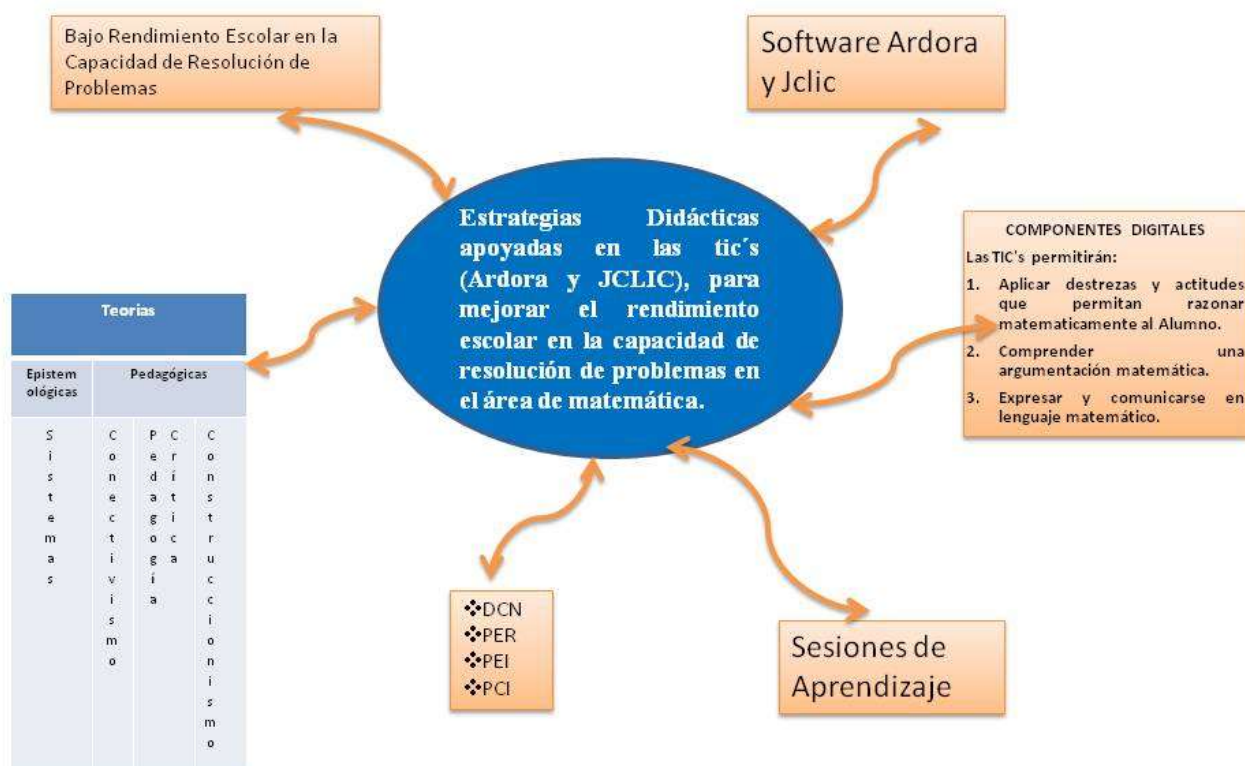 Bajo Rendimiento Escolar en la
Capacidad de Resolución de
Problemas
Software Ardora
y Jclic
Estrategias Didácticas
apoyadas en las tic´s
(Ardora y JCLIC), para
mejorar el rendimiento
escolar en la capacidad de
resolución de problemas en
el área de matemática.
COMPONENTES DIGITALES
Las TIC's permitirán:
1. Aplicar destrezas y actitudes
que permitan razonar
matematicamente al Alumno.
2. Comprender una
argumentación matemática.
3. Expresar y comunicarse en
lenguaje matemático.
Teorias
Epistem
ológicas
Pedagógicas
Sistemas
Conectivismo
Pedagogía
Crítica
Construccionismo
❖DCN
❖PER
❖PEI
❖PCI
Sesiones de
Aprendizaje